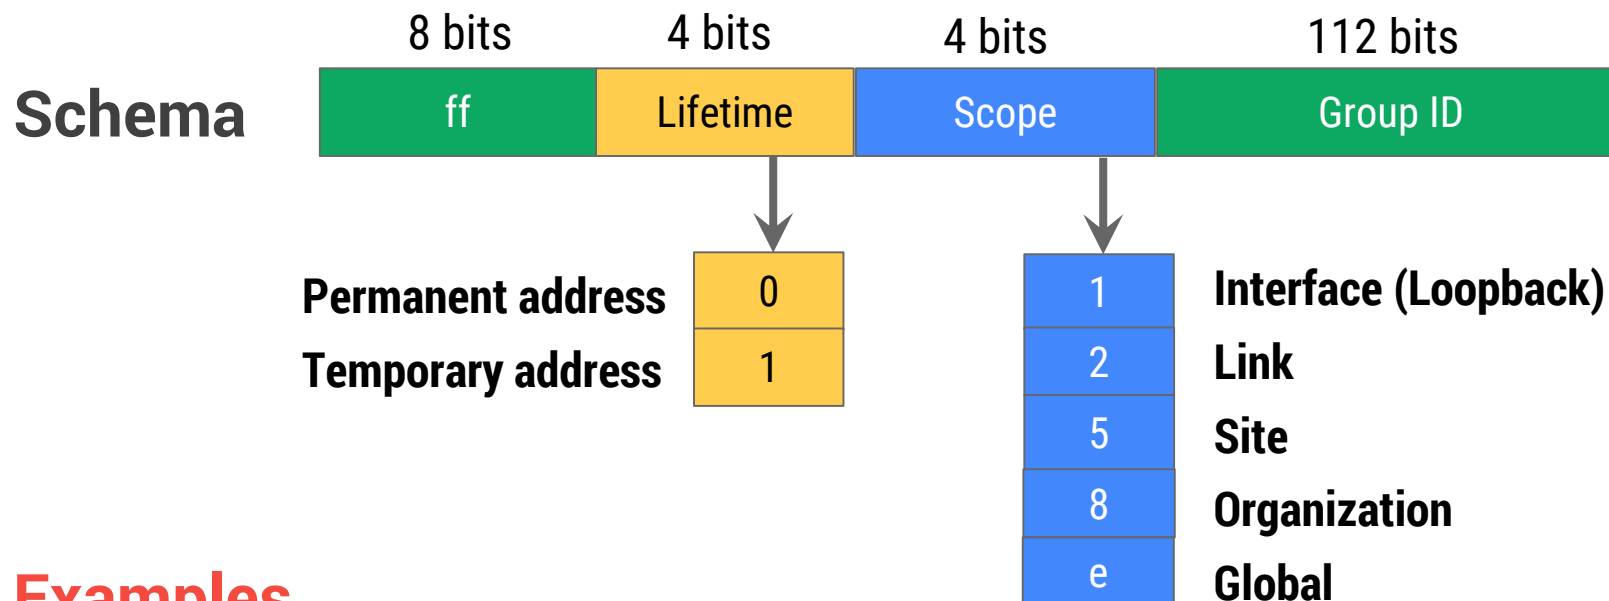 8 bits 4 bits 4 bits 112 bits
Schema ff Lifetime Scope Group ID
Permanent address 0 1 Interface (Loopback)
Temporary address 1 2 Link
5 Site
8 Organization
e Global
Examples